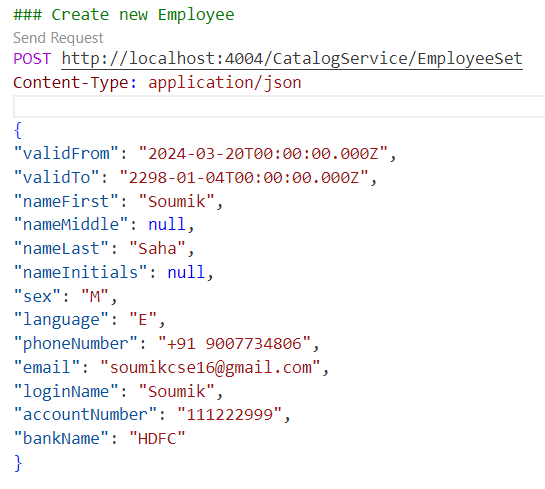 ### Create new Employee
Send Request
POST http://localhost:4004/CatalogService/EmployeeSet
Content-Type: application/json
{
"validFrom": "2024-03-20T00:00:00.000Z",
"validTo": "2298-01-04T00:00:00.000Z",
"nameFirst": "Soumik",
"nameMiddle": null,
"nameLast": "Saha",
"nameInitials": null,
"sex": "M",
"language": "E",
"phoneNumber": "+91 9007734806",
"email": "soumikcse16@gmail.com",
"loginName": "Soumik",
"accountNumber": "111222999",
"bankName": "HDFC"
}